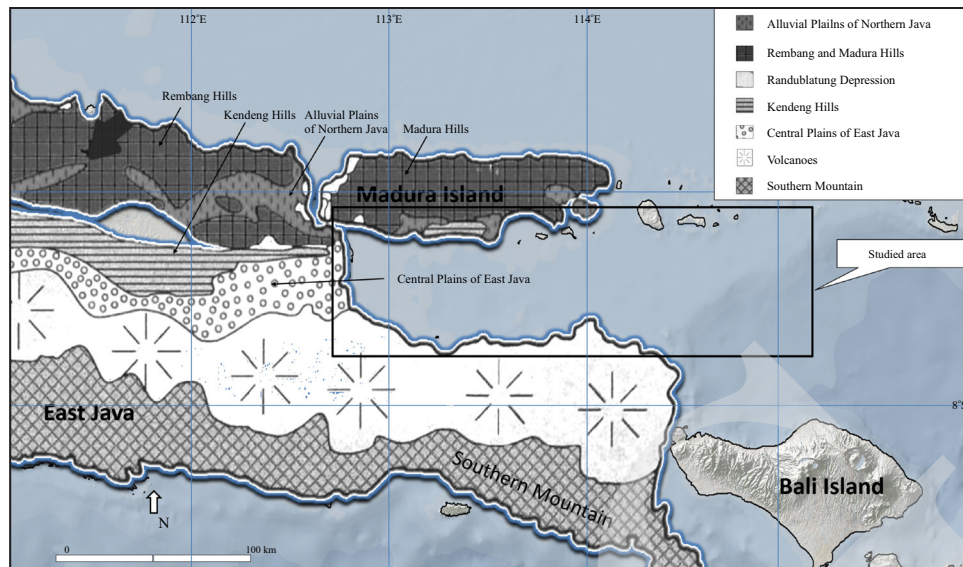 112°E
113°E
114°E
Alluvial Plailns of Northern Java
Rembang and Madura Hills
Randublatung Depression
Kendeng Hills
Central Plains of East Java
Volcanoes
Southern Mountain
Rembang Hills
Kendeng Hills
Alluvial Plains
of Northern Java
Madura Hills
Madura Island
Studied area
Central Plains of East Java
East Java
8°S
Southern Mountain
Bali Island
N
0
100 km